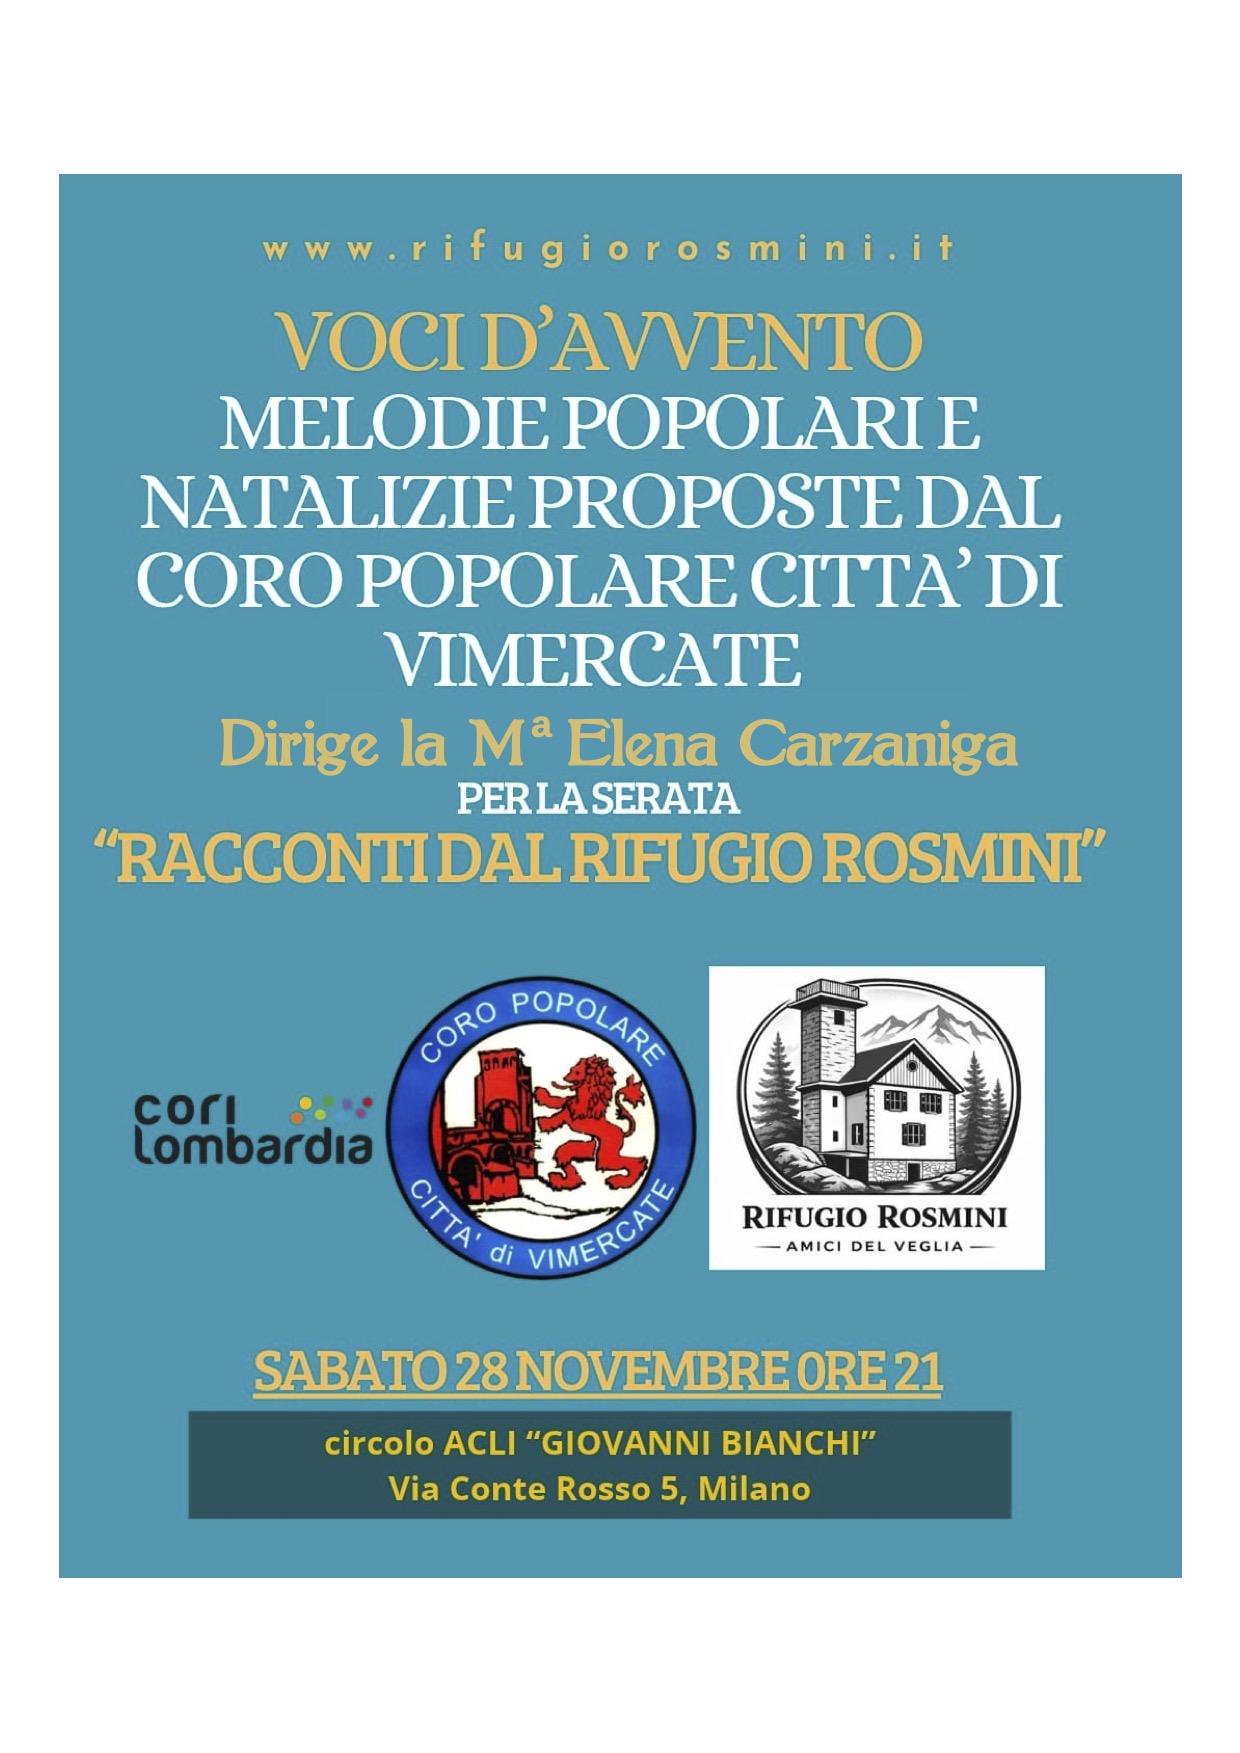 www.rifugiorosmini.it
VOCI D’AVVENTO
MELODIE POPOLARI E
NATALIZIE PROPOSTE DAL
CORO POPOLARE CITTA’ DI
VIMERCATE
Dirige la Mª Elena Carzaniga
PER LA SERATA
“RACCONTI DAL RIFUGIO ROSMINI”
cori
lombardia
CORO POPOLARE
CITTA' di VIMERCATE
RIFUGIO ROSMINI
AMICI DEL VEGLIA
SABATO 28 NOVEMBRE 0RE 21
circolo ACLI “GIOVANNI BIANCHI”
Via Conte Rosso 5, Milano